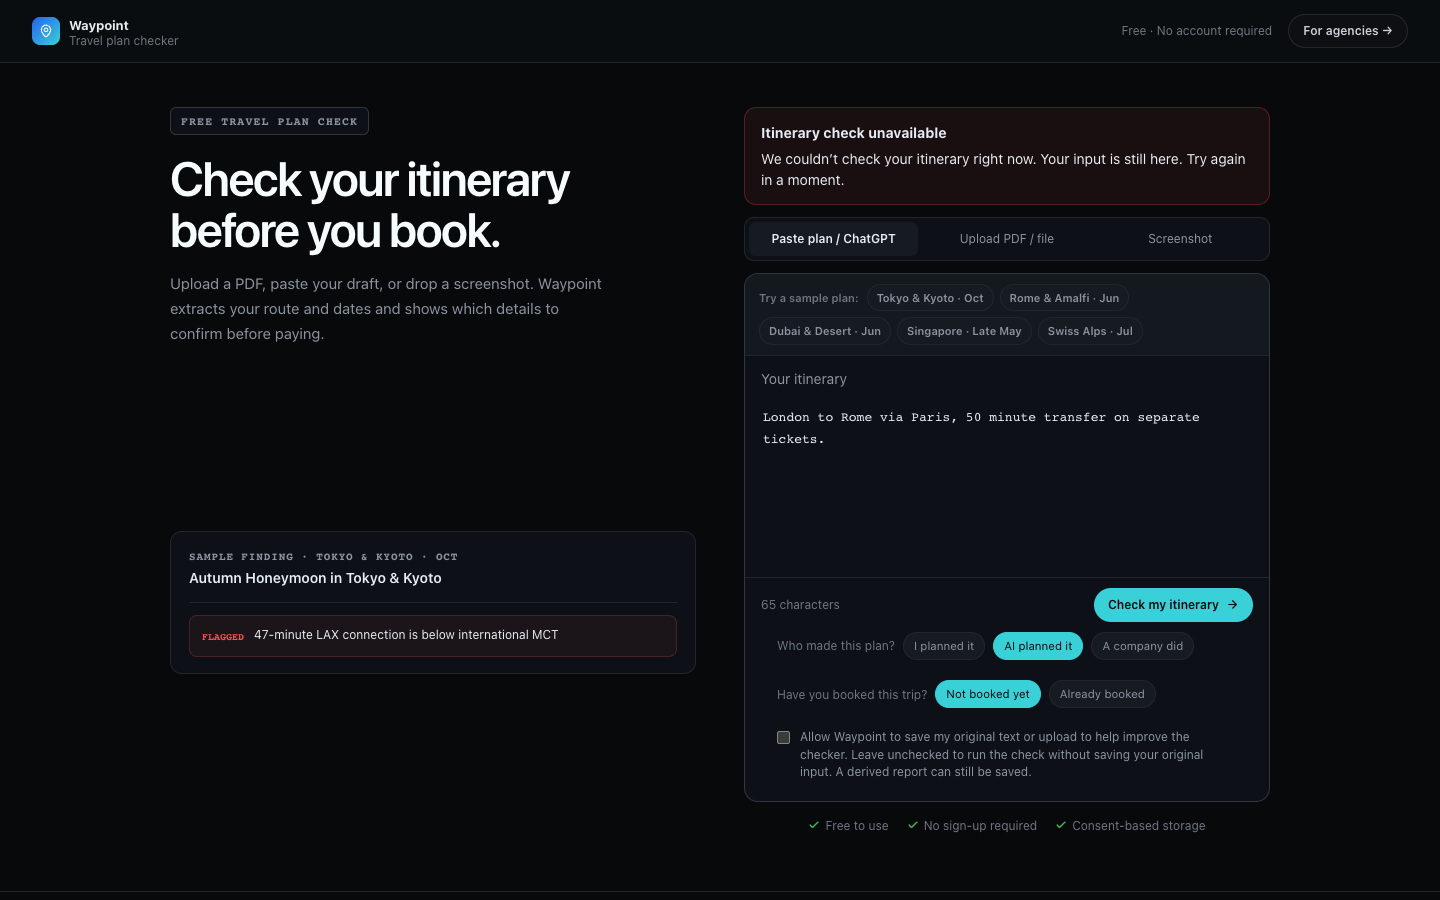 Waypoint
Travel plan checker
Free · No account required
For agencies →
FREE TRAVEL PLAN CHECK
Check your itinerary
before you book.
Upload a PDF, paste your draft, or drop a screenshot. Waypoint
extracts your route and dates and shows which details to
confirm before paying.
SAMPLE FINDING · TOKYO & KYOTO · OCT
Autumn Honeymoon in Tokyo & Kyoto
FLAGGED 47-minute LAX connection is below international MCT
Itinerary check unavailable
We couldn’t check your itinerary right now. Your input is still here. Try again
in a moment.
Paste plan / ChatGPT
Upload PDF / file
Screenshot
Try a sample plan: Tokyo & Kyoto · Oct Rome & Amalfi · Jun
Dubai & Desert · Jun Singapore · Late May Swiss Alps · Jul
Your itinerary
London to Rome via Paris, 50 minute transfer on separate
tickets.
65 characters
Check my itinerary →
Who made this plan? I planned it AI planned it A company did
Have you booked this trip? Not booked yet Already booked
Allow Waypoint to save my original text or upload to help improve the
checker. Leave unchecked to run the check without saving your original
input. A derived report can still be saved.
Free to use No sign-up required Consent-based storage